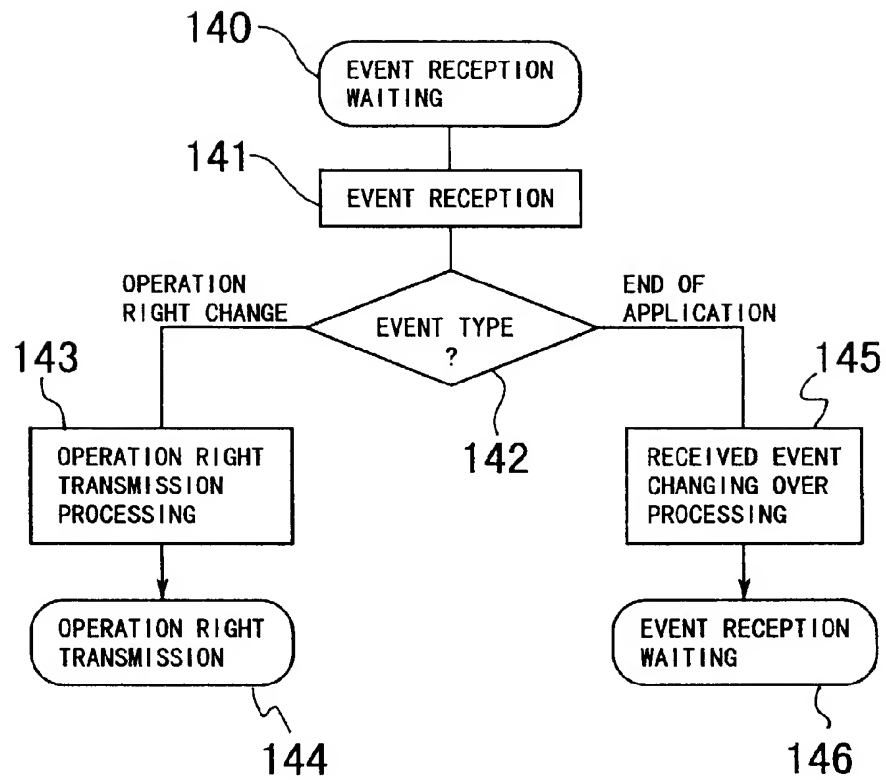 140
EVENT RECEPTION
WAITING
141
EVENT RECEPTION
OPERATION
RIGHT CHANGE
END OF
APPLICATION
EVENT TYPE
?
142
143
OPERATION RIGHT
TRANSMISSION
PROCESSING
145
RECEIVED EVENT
CHANGING OVER
PROCESSING
OPERATION RIGHT
TRANSMISSION
144
EVENT RECEPTION
WAITING
146